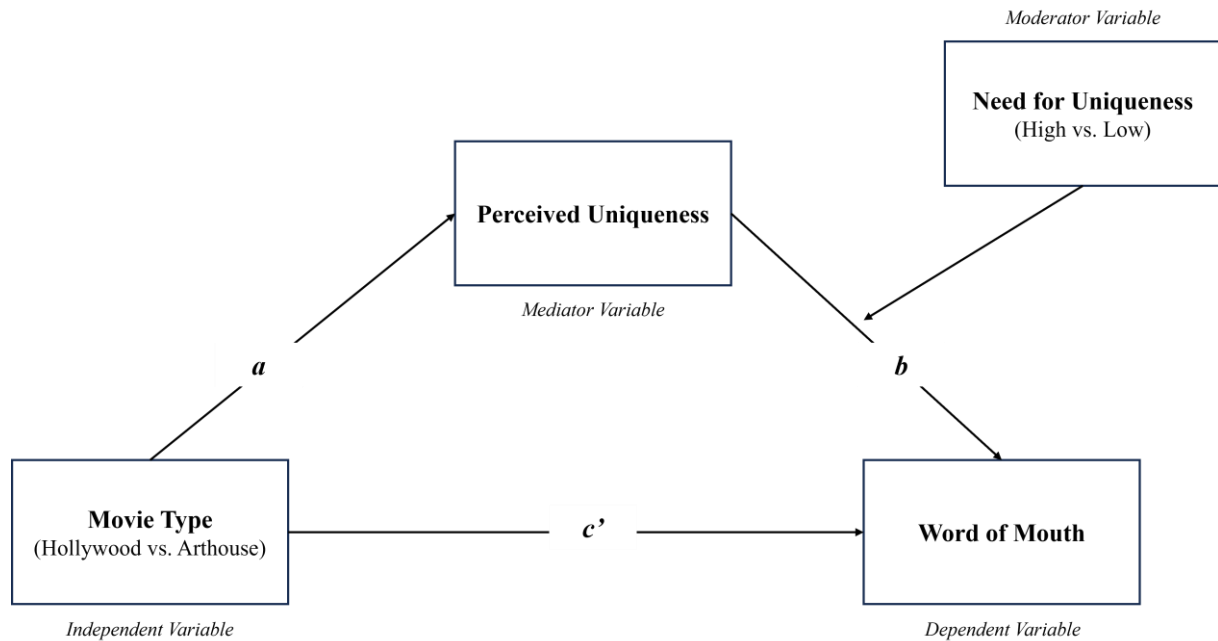 Moderator Variable
Need for Uniqueness
(High vs. Low)
Perceived Uniqueness
Mediator Variable
a
b
Movie Type
(Hollywood vs. Arthouse)
c’
Word of Mouth
Independent Variable
Dependent Variable